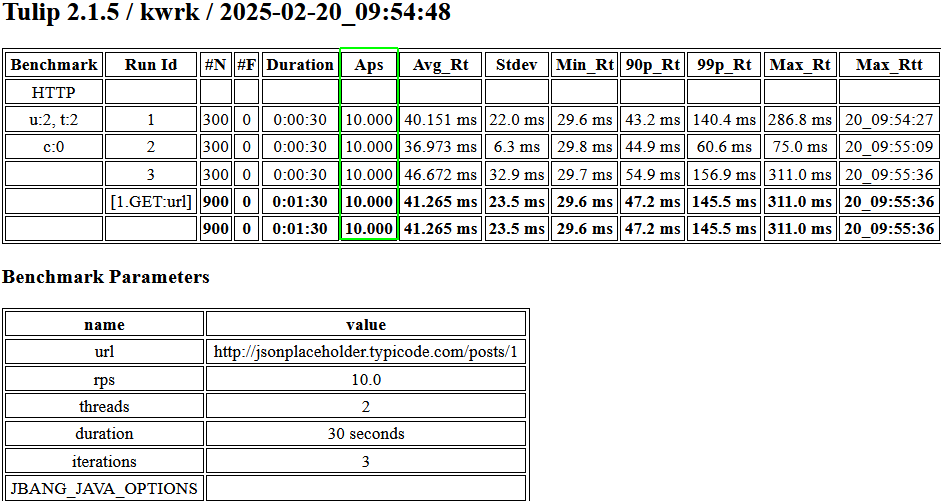 Tulip 2.1.5 / kwrk / 2025-02-20_09:54:48
Benchmark Run Id #N #F Duration Aps Avg_Rt Stdev Min_Rt 90p_Rt 99p_Rt Max_Rt Max_Rtt
HTTP
u:2, t:2 1 300 0 0:00:30 10.000 40.151 ms 22.0 ms 29.6 ms 43.2 ms 140.4 ms 286.8 ms 20_09:54:27
c:0 2 300 0 0:00:30 10.000 36.973 ms 6.3 ms 29.8 ms 44.9 ms 60.6 ms 75.0 ms 20_09:55:09
3 300 0 0:00:30 10.000 46.672 ms 32.9 ms 29.7 ms 54.9 ms 156.9 ms 311.0 ms 20_09:55:36
[1.GET:url] 900 0 0:01:30 10.000 41.265 ms 23.5 ms 29.6 ms 47.2 ms 145.5 ms 311.0 ms 20_09:55:36
900 0 0:01:30 10.000 41.265 ms 23.5 ms 29.6 ms 47.2 ms 145.5 ms 311.0 ms 20_09:55:36
Benchmark Parameters
name value
url http://jsonplaceholder.typicode.com/posts/1
rps 10.0
threads 2
duration 30 seconds
iterations 3
JBANG_JAVA_OPTIONS